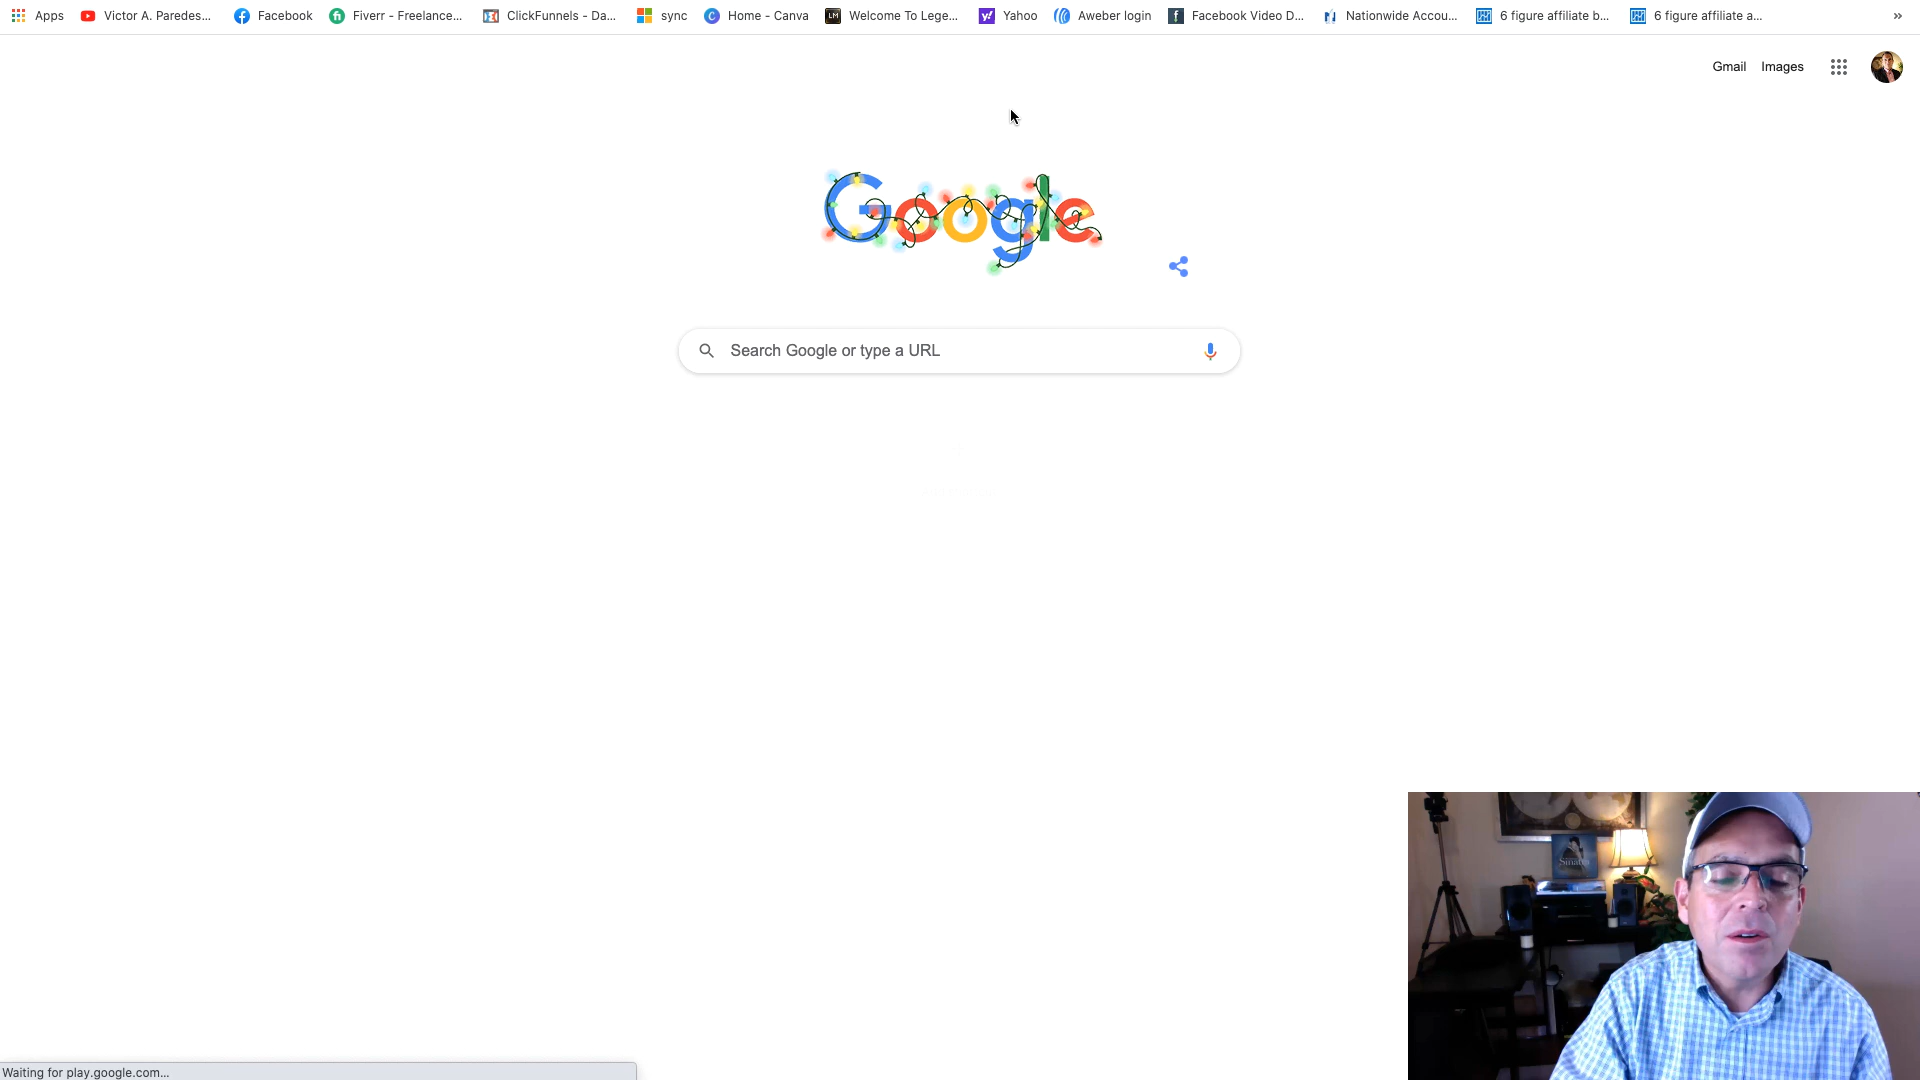 Apps Victor A. Paredes... Facebook Fiverr - Freelance... ClickFunnels - Da... sync Home - Canva LM Welcome To Lege... y! Yahoo Aweber login f Facebook Video D... Nationwide Accou... 6 figure affiliate b... 6 figure affiliate a... »
Gmail Images
Google
Search Google or type a URL
Sinatra
Waiting for play.google.com...